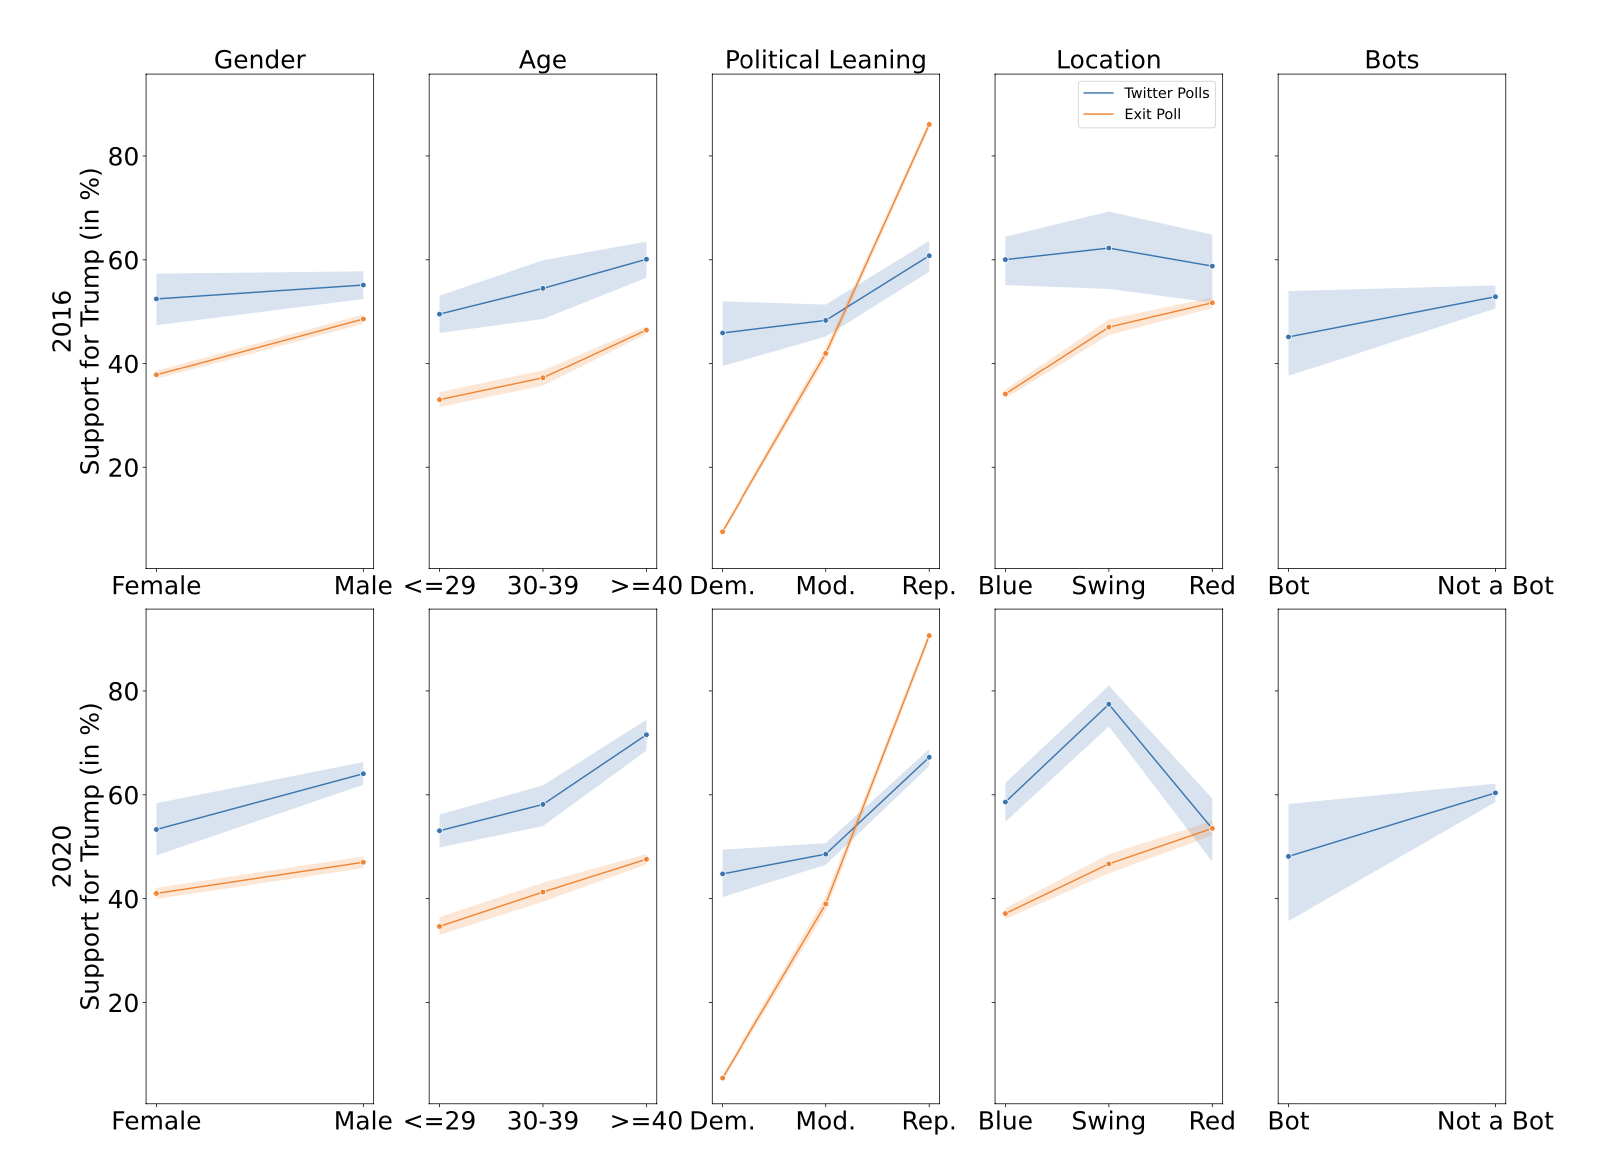 Gender
Age
Political Leaning
Location
Bots
Twitter Polls
Exit Poll
2016
Support for Trump (in %)
80
60
40
20
Female Male
<=29 30-39 >=40
Dem. Mod. Rep.
Blue Swing Red
Bot Not a Bot
2020
Support for Trump (in %)
80
60
40
20
Female Male
<=29 30-39 >=40
Dem. Mod. Rep.
Blue Swing Red
Bot Not a Bot